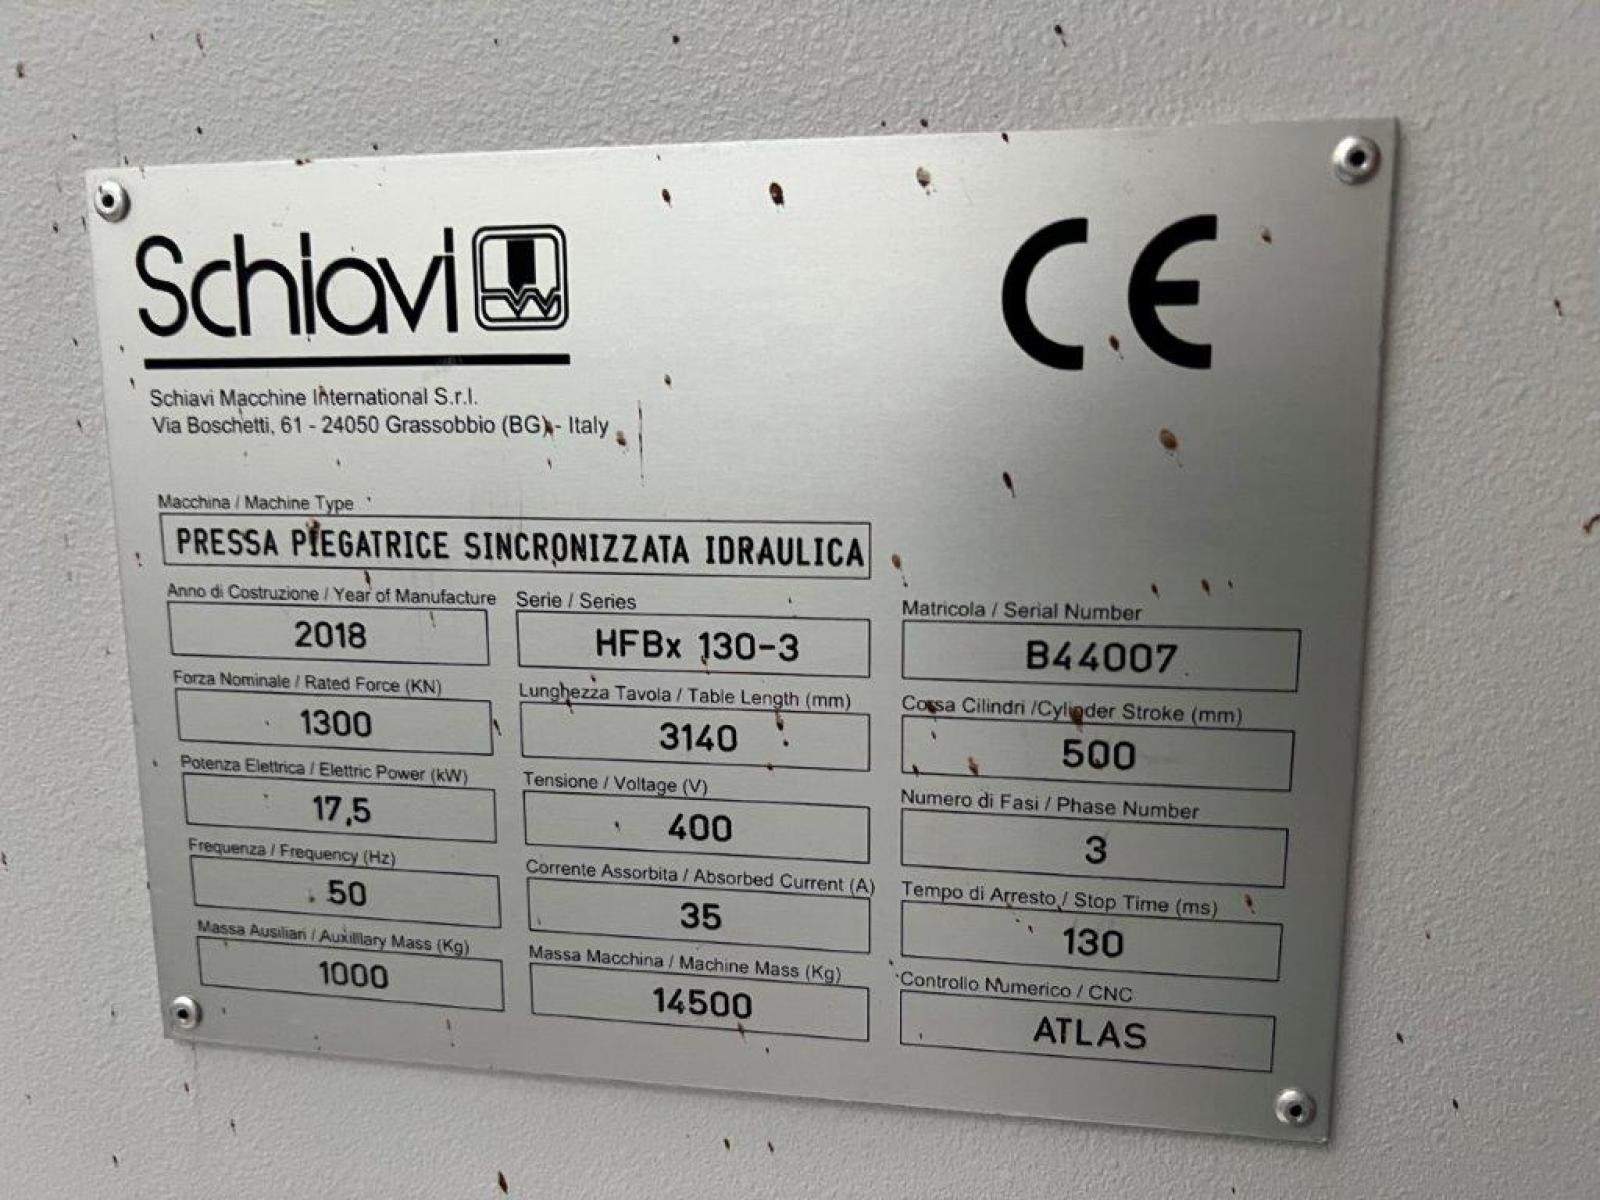 Schiavi
CE
Schiavi Macchine International S.r.l.
Via Boschetti, 61 - 24050 Grassobbio (BG) - Italy
Macchina / Machine Type
PRESSA PIEGATRICE SINCRONIZZATA IDRAULICA
Anno di Costruzione / Year of Manufacture
2018
Serie / Series
HFBx 130-3
Matricola / Serial Number
B44007
Forza Nominale / Rated Force (KN)
1300
Lunghezza Tavola / Table Length (mm)
3140
Corsa Cilindri /Cylinder Stroke (mm)
500
Potenza Elettrica / Elettric Power (kW)
17,5
Tensione / Voltage (V)
400
Numero di Fasi / Phase Number
3
Frequenza / Frequency (Hz)
50
Corrente Assorbita / Absorbed Current (A)
35
Tempo di Arresto / Stop Time (ms)
130
Massa Ausiliari / Auxilllary Mass (Kg)
1000
Massa Macchina / Machine Mass (Kg)
14500
Controllo Numerico / CNC
ATLAS